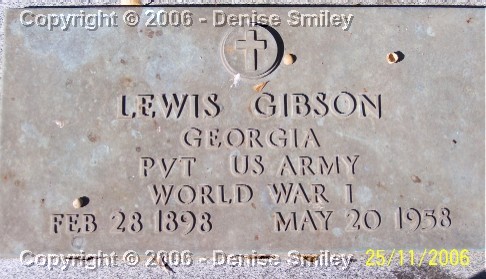 Copyright © 2006 - Denise Smiley
LEWIS GIBSON
GEORGIA
PVT US ARMY
WORLD WAR I
FEB 28 1898 MAY 20 1958
Copyright © 2006 - Denise Smiley 25/11/2006